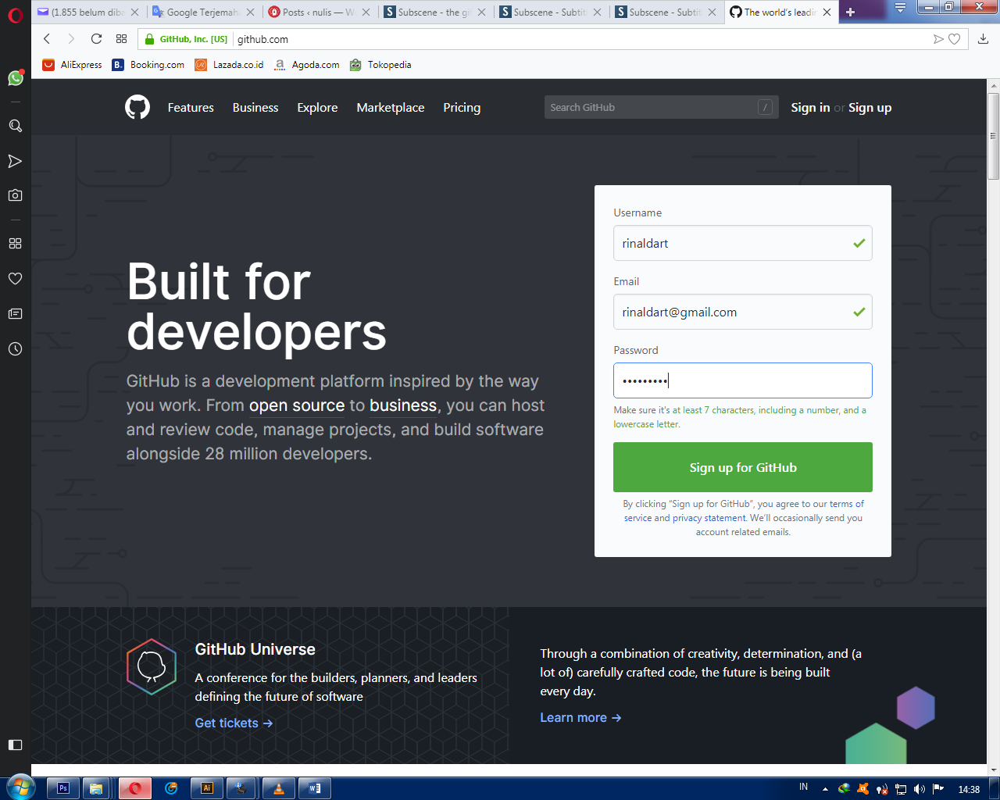 (1.855 belum diba
Google Terjemah
Posts ‹ nulis — W
Subscene - the g
Subscene - Subti
Subscene - Subti
The world's leadi
GitHub, Inc. [US]
github.com
AliExpress
Booking.com
Lazada.co.id
Agoda.com
Tokopedia
Features
Business
Explore
Marketplace
Pricing
Search GitHub
/
Sign in or Sign up
Built for
developers
GitHub is a development platform inspired by the way
you work. From open source to business, you can host
and review code, manage projects, and build software
alongside 28 million developers.
Username
rinaldart
Email
rinaldart@gmail.com
Password
•••••••••
Make sure it's at least 7 characters, including a number, and a
lowercase letter.
Sign up for GitHub
By clicking “Sign up for GitHub”, you agree to our terms of
service and privacy statement. We’ll occasionally send you
account related emails.
GitHub Universe
A conference for the builders, planners, and leaders
defining the future of software
Get tickets →
Through a combination of creativity, determination, and (a
lot of) carefully crafted code, the future is being built
every day.
Learn more →
Ps
Ai
W
IN
14:38